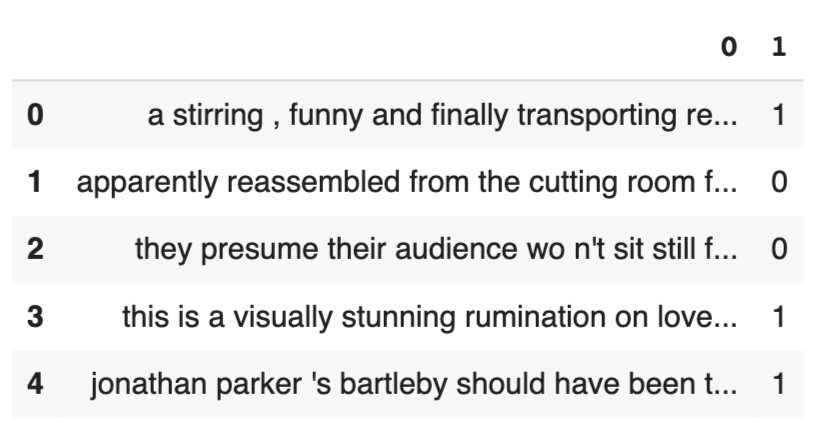 0 1
0 a stirring , funny and finally transporting re... 1
1 apparently reassembled from the cutting room f... 0
2 they presume their audience wo n't sit still f... 0
3 this is a visually stunning rumination on love... 1
4 jonathan parker 's bartleby should have been t... 1